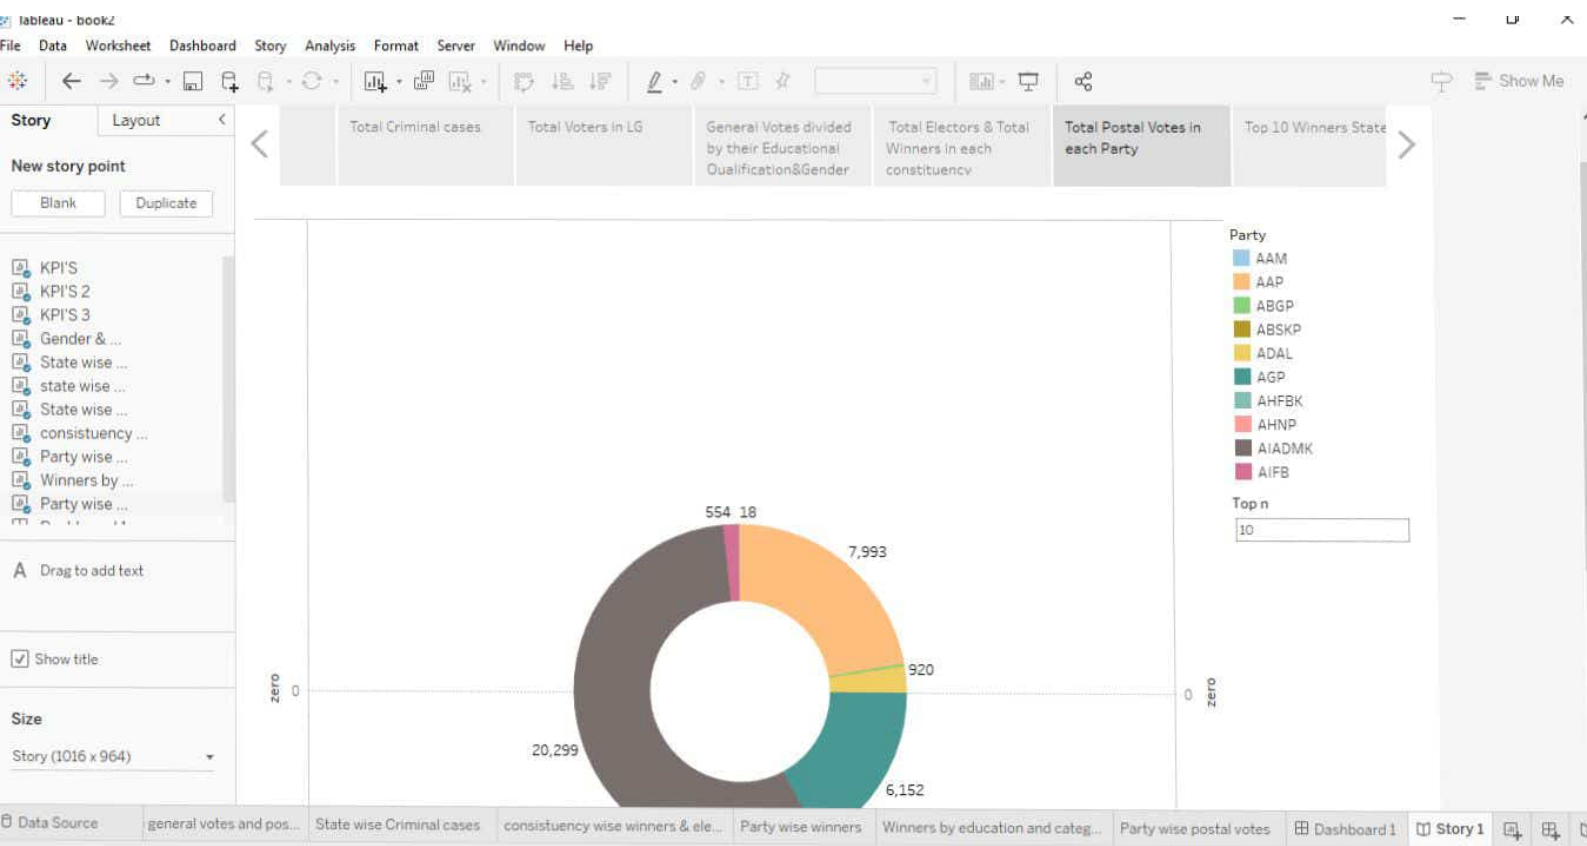 Tableau - book2
File Data Worksheet Dashboard Story Analysis Format Server Window Help
Show Me
Story Layout
New story point
Blank Duplicate
KPI'S
KPI'S 2
KPI'S 3
Gender & ...
State wise ...
state wise ...
State wise ...
consistuency ...
Party wise ...
Winners by ...
Party wise ...
A Drag to add text
Show title
Size
Story (1016 x 964)
Total Criminal cases
Total Voters in LG
General Votes divided
by their Educational
Qualification&Gender
Total Electors & Total
Winners in each
constituency
Total Postal Votes in
each Party
Top 10 Winners State
554 18
7,993
920
zero 0
0 zero
20,299
6,152
Party
AAM
AAP
ABGP
ABSKP
ADAL
AGP
AHFBK
AHNP
AIADMK
AIFB
Top n
10
Data Source general votes and pos... State wise Criminal cases consistuency wise winners & ele... Party wise winners Winners by education and categ... Party wise postal votes Dashboard 1 Story 1